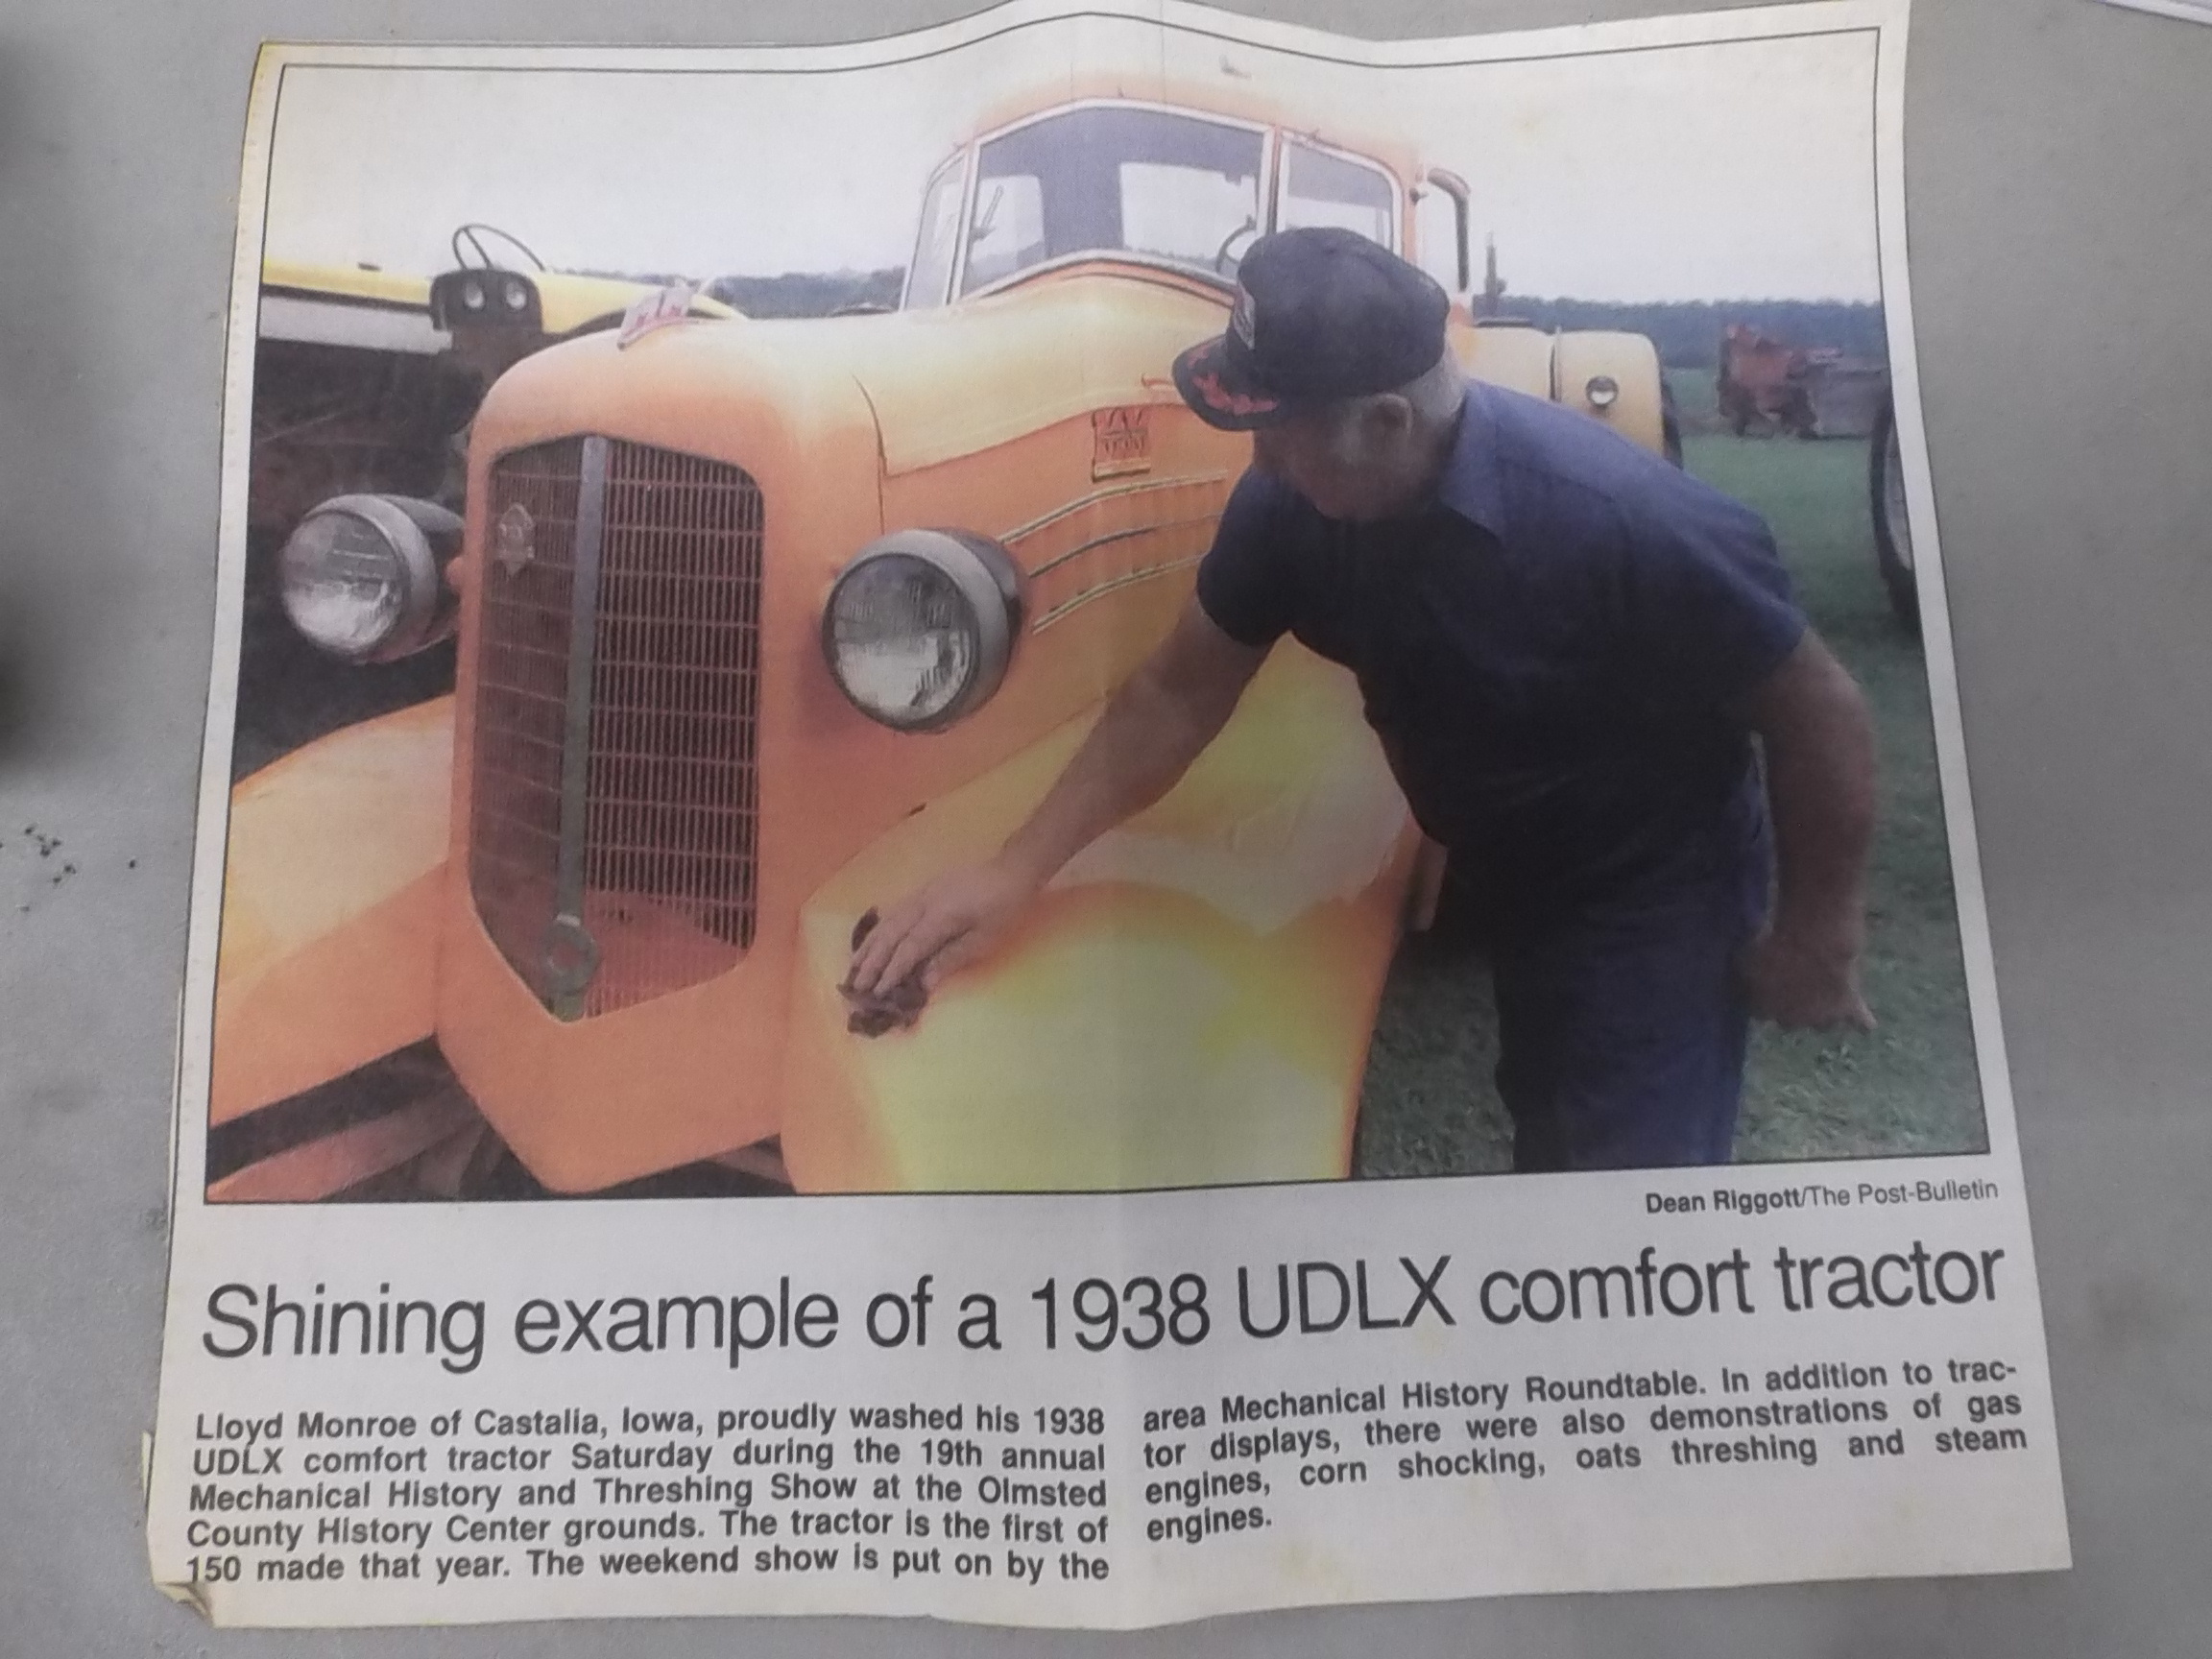 Dean Riggott/The Post-Bulletin
Shining example of a 1938 UDLX comfort tractor
Lloyd Monroe of Castalia, Iowa, proudly washed his 1938
UDLX comfort tractor Saturday during the 19th annual
Mechanical History and Threshing Show at the Olmsted
County History Center grounds. The tractor is the first of
150 made that year. The weekend show is put on by the
area Mechanical History Roundtable. In addition to trac-
tor displays, there were also demonstrations of gas
engines, corn shocking, oats threshing and steam
engines.